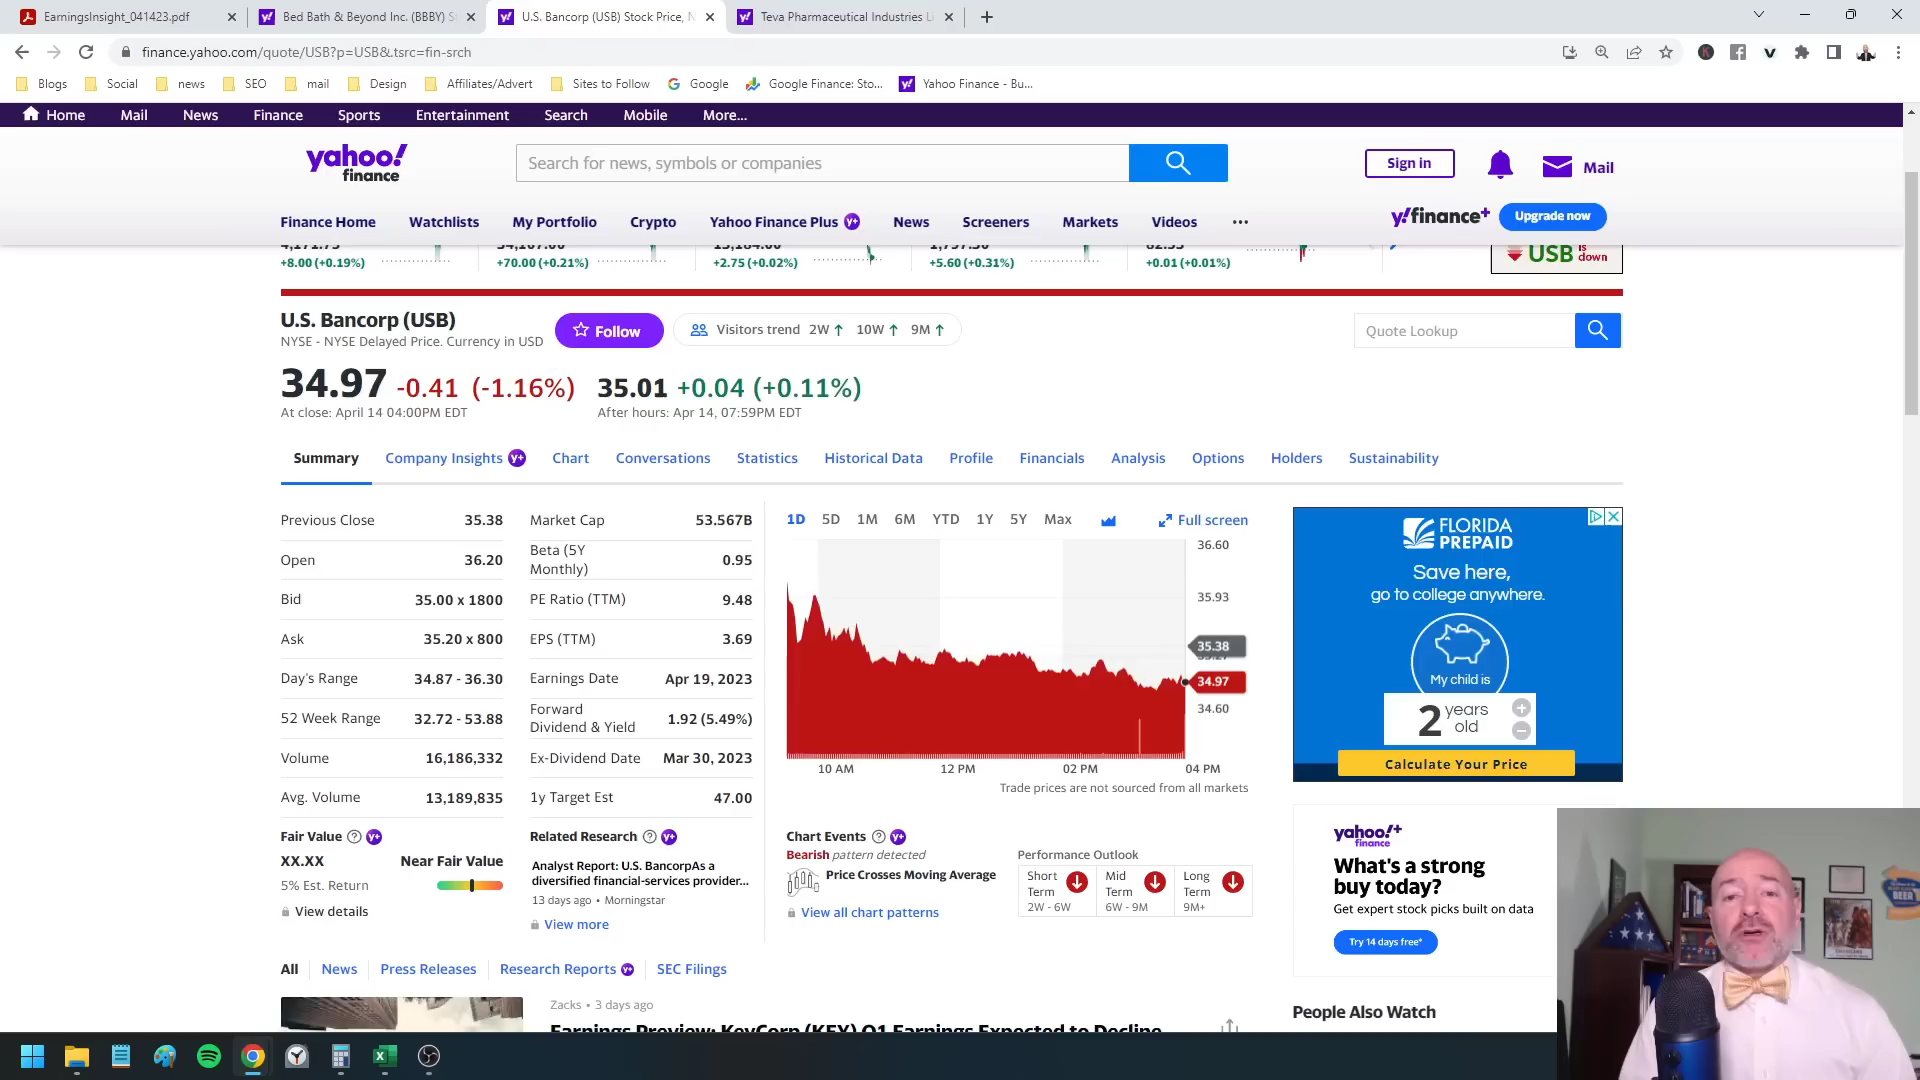 EarningsInsight_041423.pdf
Bed Bath & Beyond Inc. (BBBY) S
U.S. Bancorp (USB) Stock Price, N
Teva Pharmaceutical Industries Li
finance.yahoo.com/quote/USB?p=USB&.tsrc=fin-srch
Blogs Social news SEO mail Design Affiliates/Advert Sites to Follow Google Google Finance: Sto... Yahoo Finance - Bu...
Home Mail News Finance Sports Entertainment Search Mobile More...
yahoo!
finance
Search for news, symbols or companies
Sign in
Mail
Finance Home Watchlists My Portfolio Crypto Yahoo Finance Plus y+ News Screeners Markets Videos ...
y!finance+
Upgrade now
+8.00 (+0.19%) +70.00 (+0.21%) +2.75 (+0.02%) +5.60 (+0.31%) +0.01 (+0.01%)
USB is down
U.S. Bancorp (USB)
NYSE - NYSE Delayed Price. Currency in USD
Follow
Visitors trend 2W 10W 9M
Quote Lookup
34.97 -0.41 (-1.16%)
At close: April 14 04:00PM EDT
35.01 +0.04 (+0.11%)
After hours: Apr 14, 07:59PM EDT
Summary Company Insights y+ Chart Conversations Statistics Historical Data Profile Financials Analysis Options Holders Sustainability
Previous Close 35.38
Open 36.20
Bid 35.00 x 1800
Ask 35.20 x 800
Day's Range 34.87 - 36.30
52 Week Range 32.72 - 53.88
Volume 16,186,332
Avg. Volume 13,189,835
Market Cap 53.567B
Beta (5Y
Monthly) 0.95
PE Ratio (TTM) 9.48
EPS (TTM) 3.69
Earnings Date Apr 19, 2023
Forward
Dividend & Yield 1.92 (5.49%)
Ex-Dividend Date Mar 30, 2023
1y Target Est 47.00
1D 5D 1M 6M YTD 1Y 5Y Max
Full screen
36.60
35.93
35.38
34.97
34.60
10 AM 12 PM 02 PM 04 PM
Trade prices are not sourced from all markets
Fair Value y+
XX.XX Near Fair Value
5% Est. Return
View details
Related Research y+
Analyst Report: U.S. BancorpAs a
diversified financial-services provider...
13 days ago • Morningstar
View more
Chart Events y+
Bearish pattern detected
Price Crosses Moving Average
View all chart patterns
Performance Outlook
Short
Term
2W - 6W
Mid
Term
6W - 9M
Long
Term
9M+
FLORIDA
PREPAID
Save here,
go to college anywhere.
My child is
2 years
old
Calculate Your Price
yahoo!+
finance
What's a strong
buy today?
Get expert stock picks built on data
Try 14 days free*
People Also Watch
All News Press Releases Research Reports y+ SEC Filings
Zacks • 3 days ago
Earnings Preview: KeyCorp (KEY) Q1 Earnings Expected to Decline
BEER